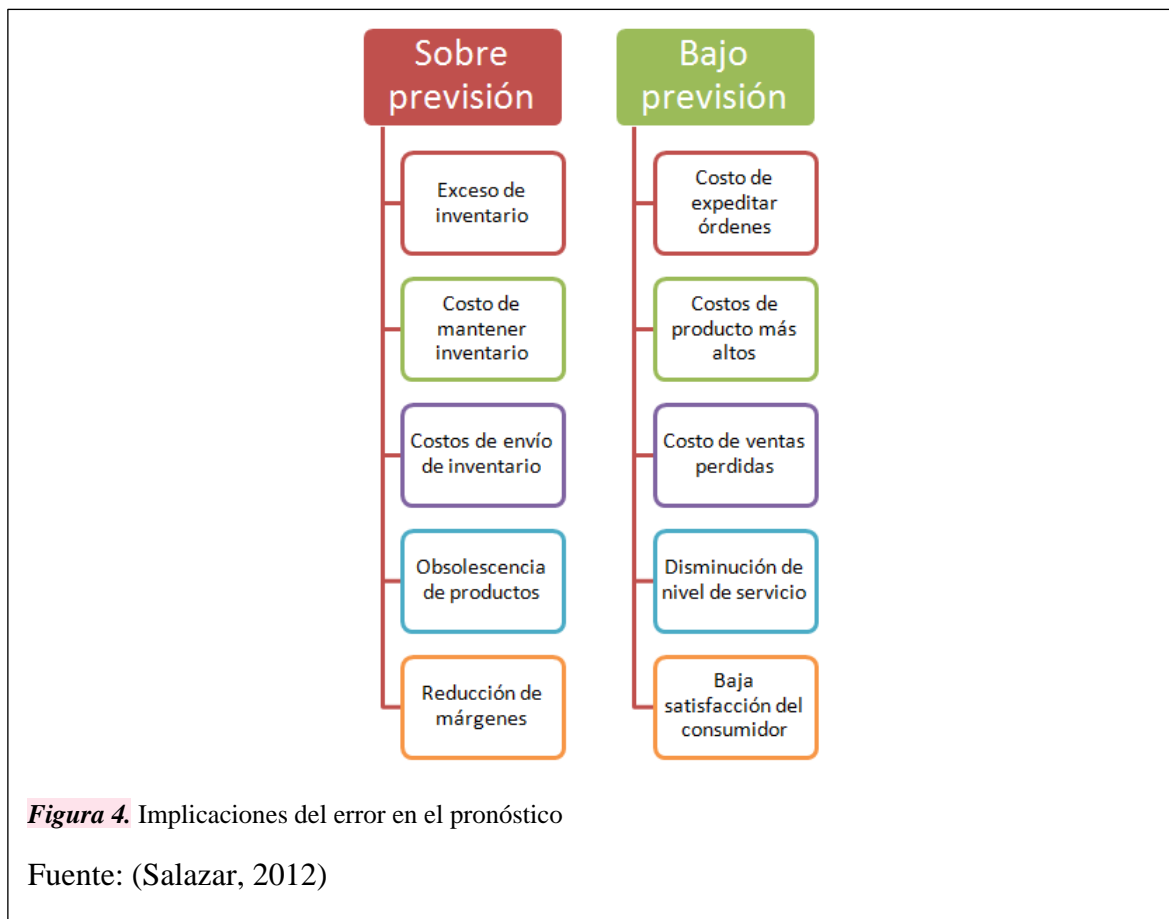 Sobre
previsión
Exceso de
inventario
Costo de
mantener
inventario
Costos de envío
de inventario
Obsolescencia
de productos
Reducción de
márgenes
Bajo
previsión
Costo de
expeditar
órdenes
Costos de
producto más
altos
Costo de ventas
perdidas
Disminución de
nivel de servicio
Baja
satisfacción del
consumidor
Figura 4. Implicaciones del error en el pronóstico
Fuente: (Salazar, 2012)